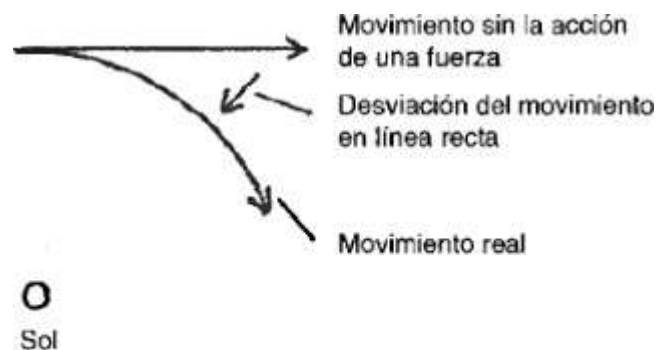 Movimiento sin la acción
de una fuerza
Desviación del movimiento
en línea recta
Movimiento real
Sol